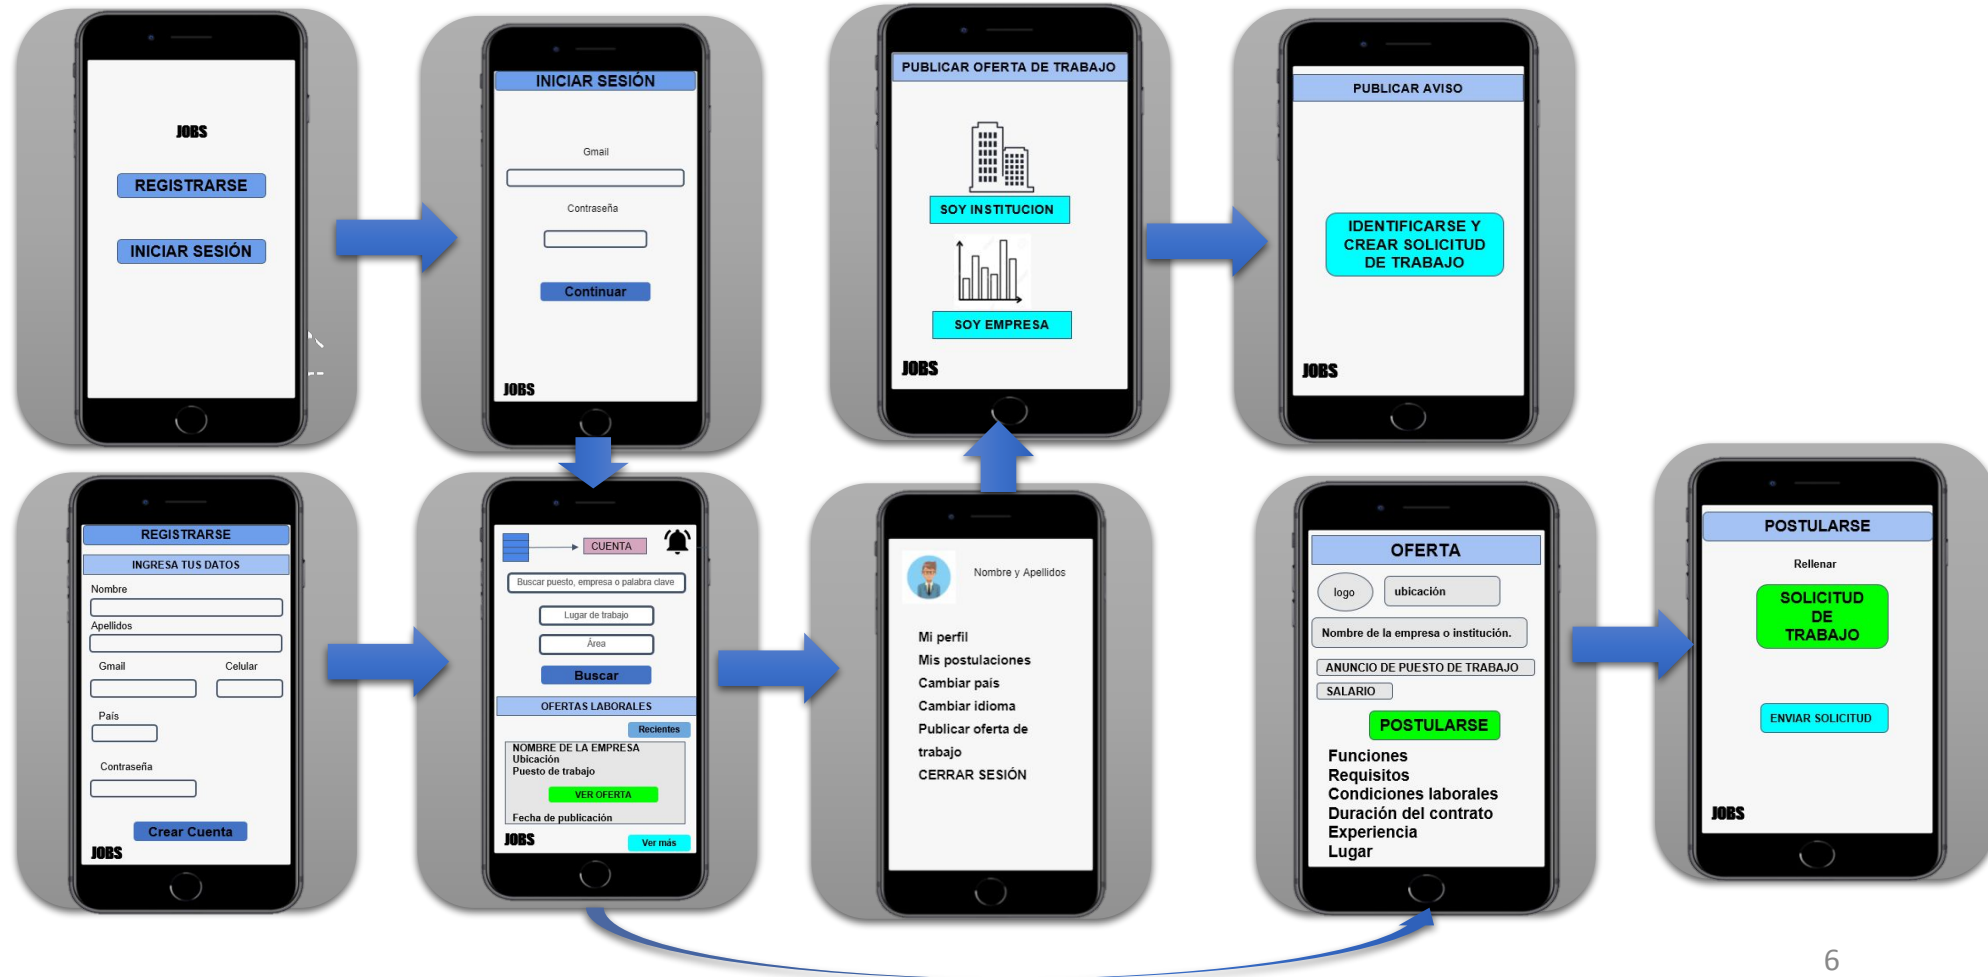 JOBS
REGISTRARSE
INICIAR SESIÓN
INICIAR SESIÓN
Gmail
Contraseña
Continuar
JOBS
PUBLICAR OFERTA DE TRABAJO
SOY INSTITUCION
SOY EMPRESA
JOBS
PUBLICAR AVISO
IDENTIFICARSE Y
CREAR SOLICITUD
DE TRABAJO
JOBS
REGISTRARSE
INGRESA TUS DATOS
Nombre
Apellidos
Gmail Celular
País
Contraseña
Crear Cuenta
JOBS
CUENTA
Buscar puesto, empresa o palabra clave
Lugar de trabajo
Área
Buscar
OFERTAS LABORALES
Recientes
NOMBRE DE LA EMPRESA
Ubicación
Puesto de trabajo
VER OFERTA
Fecha de publicación
JOBS
Ver más
Nombre y Apellidos
Mi perfil
Mis postulaciones
Cambiar país
Cambiar idioma
Publicar oferta de
trabajo
CERRAR SESIÓN
OFERTA
logo ubicación
Nombre de la empresa o institución.
ANUNCIO DE PUESTO DE TRABAJO
SALARIO
POSTULARSE
Funciones
Requisitos
Condiciones laborales
Duración del contrato
Experiencia
Lugar
POSTULARSE
Rellenar
SOLICITUD
DE
TRABAJO
ENVIAR SOLICITUD
JOBS
6